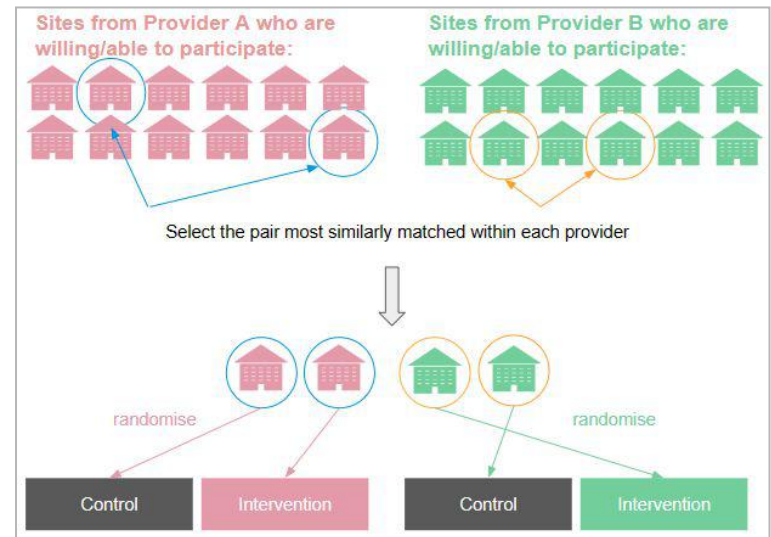 Sites from Provider A who are
willing/able to participate:
Sites from Provider B who are
willing/able to participate:
Select the pair most similarly matched within each provider
randomise
randomise
Control
Intervention
Control
Intervention